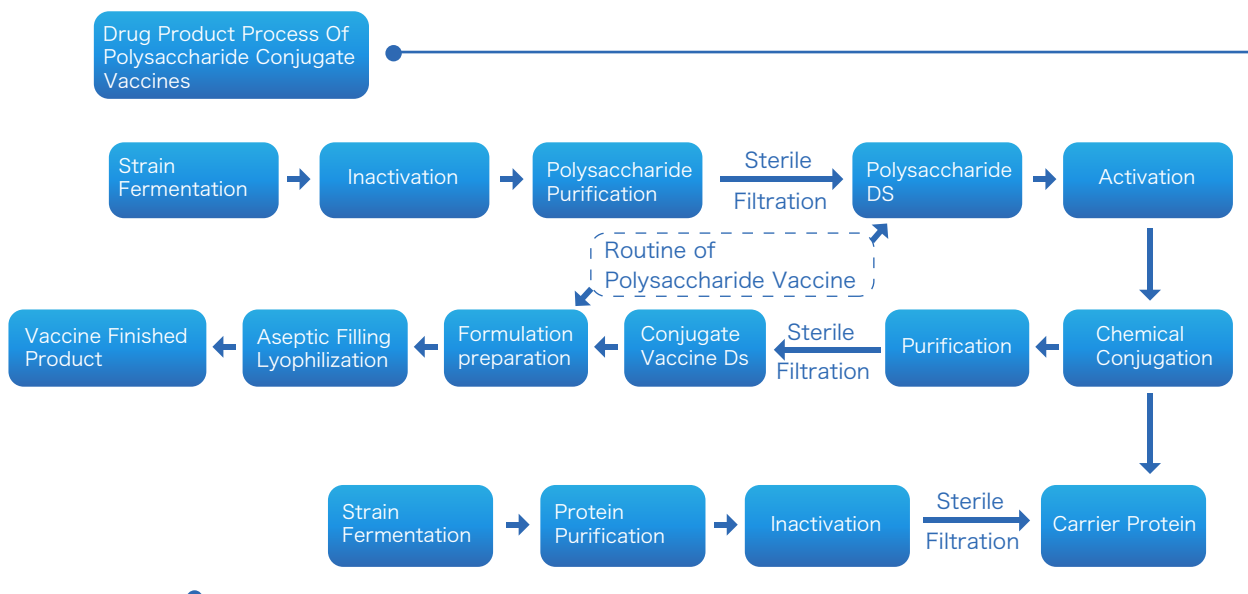 Drug Product Process Of
Polysaccharide Conjugate
Vaccines
Strain
Fermentation
Inactivation
Polysaccharide
Purification
Sterile
Filtration
Polysaccharide
DS
Activation
Routine of
Polysaccharide Vaccine
Vaccine Finished
Product
Aseptic Filling
Lyophilization
Formulation
preparation
Conjugate
Vaccine Ds
Sterile
Filtration
Purification
Chemical
Conjugation
Strain
Fermentation
Protein
Purification
Inactivation
Sterile
Filtration
Carrier Protein